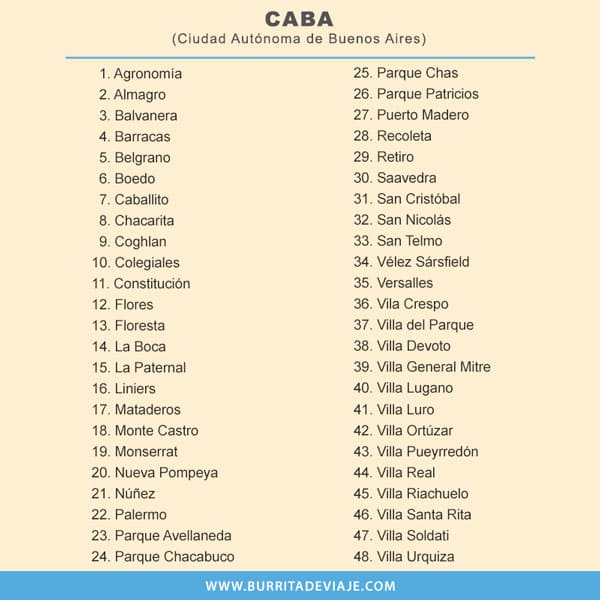 CABA
(Ciudad Autónoma de Buenos Aires)
1. Agronomía
2. Almagro
3. Balvanera
4. Barracas
5. Belgrano
6. Boedo
7. Caballito
8. Chacarita
9. Coghlan
10. Colegiales
11. Constitución
12. Flores
13. Floresta
14. La Boca
15. La Paternal
16. Liniers
17. Mataderos
18. Monte Castro
19. Monserrat
20. Nueva Pompeya
21. Núñez
22. Palermo
23. Parque Avellaneda
24. Parque Chacabuco
25. Parque Chas
26. Parque Patricios
27. Puerto Madero
28. Recoleta
29. Retiro
30. Saavedra
31. San Cristóbal
32. San Nicolás
33. San Telmo
34. Vélez Sársfield
35. Versalles
36. Vila Crespo
37. Villa del Parque
38. Villa Devoto
39. Villa General Mitre
40. Villa Lugano
41. Villa Luro
42. Villa Ortúzar
43. Villa Pueyrredón
44. Villa Real
45. Villa Riachuelo
46. Villa Santa Rita
47. Villa Soldati
48. Villa Urquiza
WWW.BURRITADEVIAJE.COM